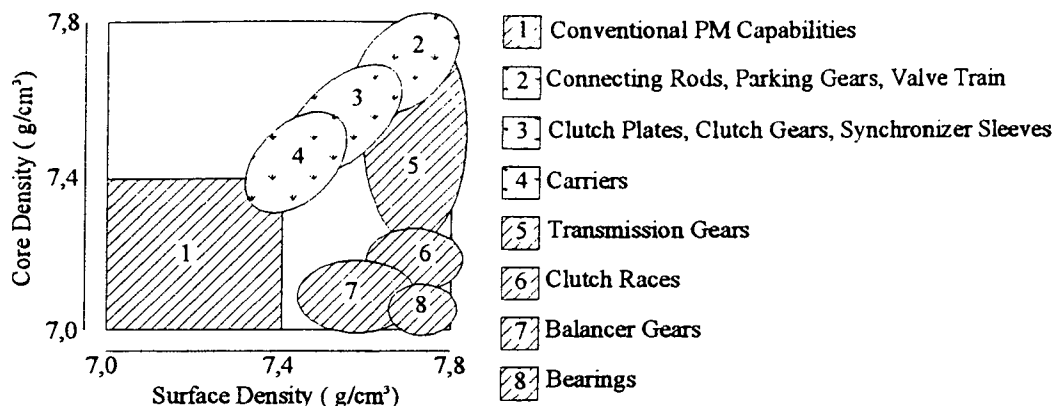 7,8
7,4
7,0
Core Density ( g/cm³)
7,0 7,4 7,8
Surface Density ( g/cm³)
1
2
3
4
5
6
7
8
1 Conventional PM Capabilities
2 Connecting Rods, Parking Gears, Valve Train
3 Clutch Plates, Clutch Gears, Synchronizer Sleeves
4 Carriers
5 Transmission Gears
6 Clutch Races
7 Balancer Gears
8 Bearings